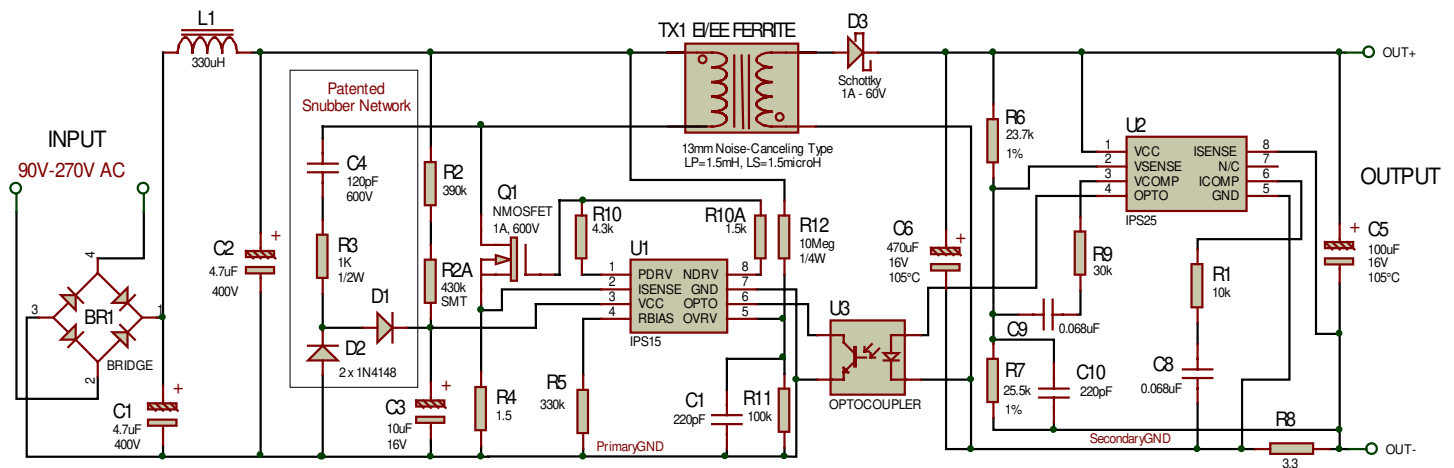 L1
330uH
INPUT
90V-270V AC
4
3
BR1
1
2
BRIDGE
C1
4.7uF
400V
C2
4.7uF
400V
Patented
Snubber Network
C4
120pF
600V
R3
1K
1/2W
D1
D2
2 x 1N4148
R2
390k
R2A
430k
SMT
C3
10uF
16V
Q1
NMOSFET
1A, 600V
R4
1.5
R10
4.3k
R10A
1.5k
R12
10Meg
1/4W
U1
1 PDRV NDRV 8
2 ISENSE GND 7
3 VCC OPTO 6
4 RBIAS OVRV 5
IPS15
R5
330k
PrimaryGND
C1
220pF
R11
100k
TX1 EI/EE FERRITE
13mm Noise-Canceling Type
LP=1.5mH, LS=1.5microH
D3
Schottky
1A - 60V
U3
OPTOCOUPLER
C6
470uF
16V
105°C
R6
23.7k
1%
R9
30k
C9
0.068uF
R7
25.5k
1%
C10
220pF
U2
1 VCC ISENSE 8
2 VSENSE N/C 7
3 VCOMP ICOMP 6
4 OPTO GND 5
IPS25
R1
10k
C8
0.068uF
SecondaryGND
R8
3.3
OUT+
OUTPUT
C5
100uF
16V
105°C
OUT-